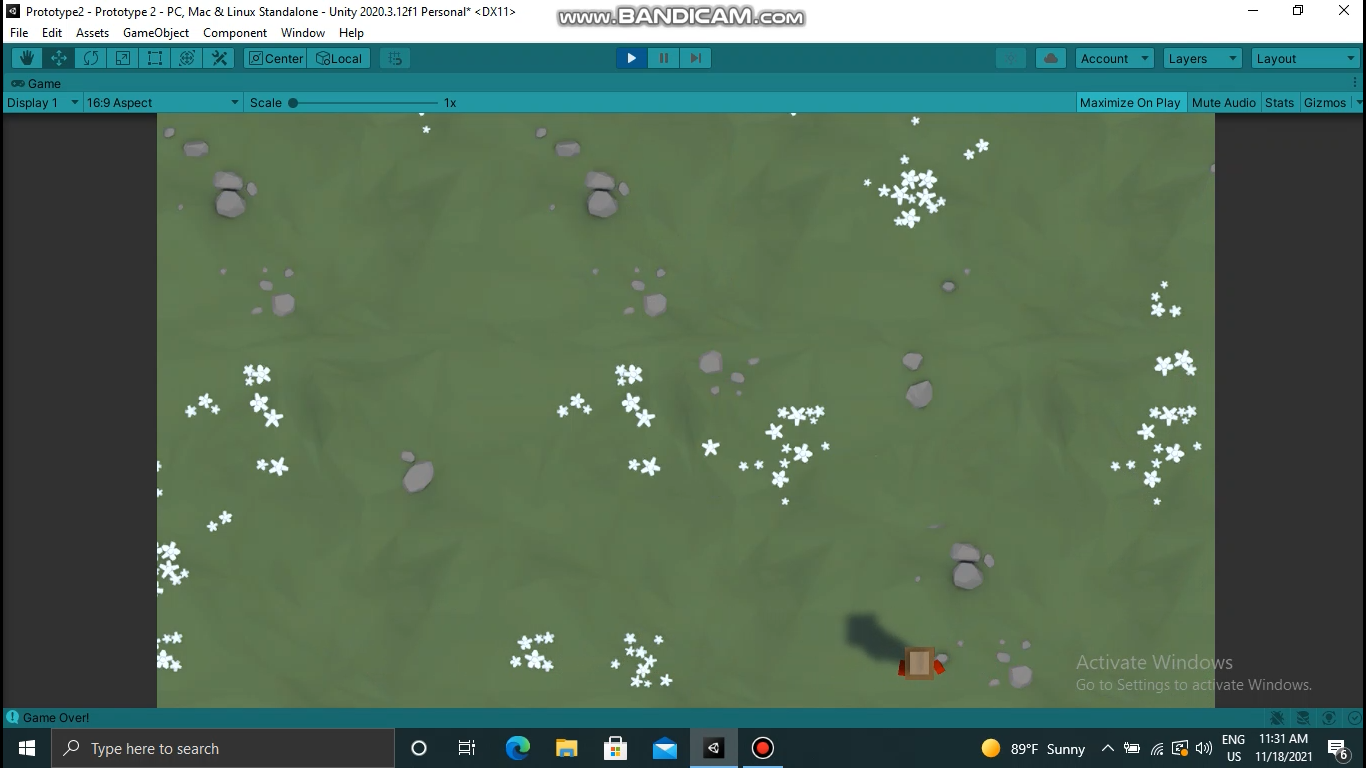 Prototype2 - Prototype 2 - PC, Mac & Linux Standalone - Unity 2020.3.12f1 Personal* <DX11>
www.BANDICAM.com
File Edit Assets GameObject Component Window Help
Center Local Account Layers Layout
Game
Display 1 16:9 Aspect Scale 1x Maximize On Play Mute Audio Stats Gizmos
Activate Windows
Go to Settings to activate Windows.
Game Over!
Type here to search
89°F Sunny
ENG
US
11:31 AM
11/18/2021
6